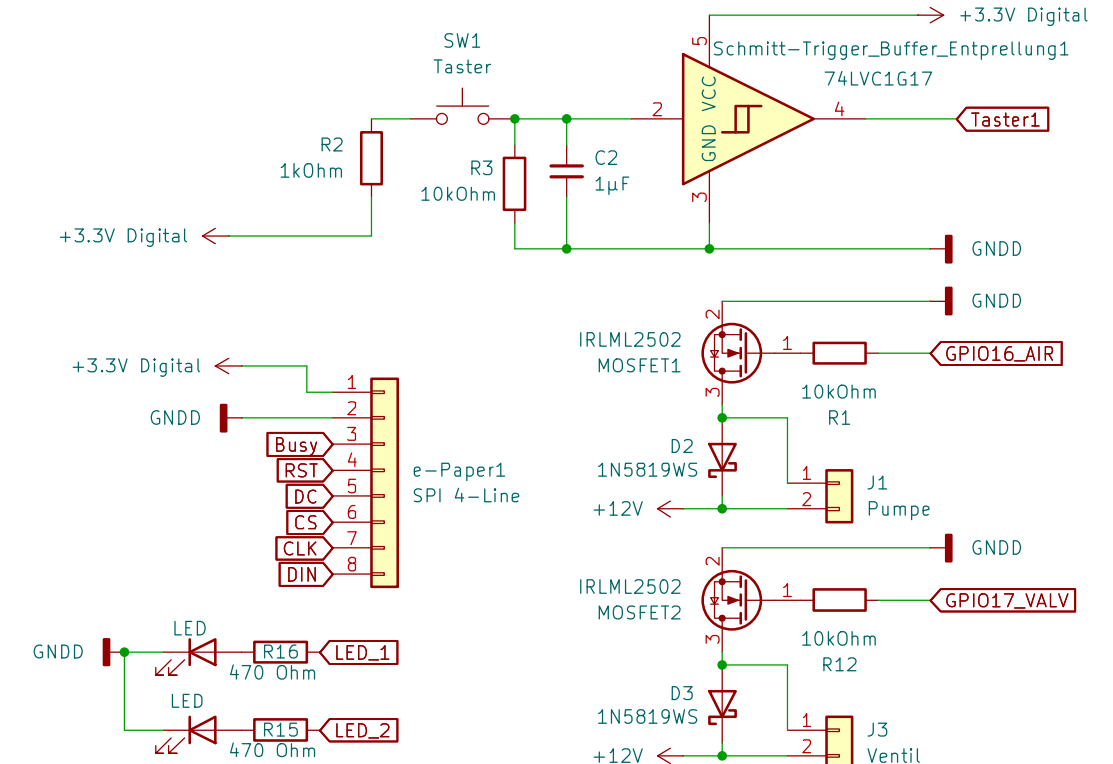 +3.3V Digital
SW1
Taster
5
Schmitt-Trigger_Buffer_Entprellung1
74LVC1G17
VCC
GND
2
4
Taster1
3
R2
1kOhm
R3
10kOhm
C2
1µF
+3.3V Digital
GNDD
GNDD
2
IRLML2502
MOSFET1
1
GPIO16_AIR
3
10kOhm
R1
D2
1N5819WS
1
2
J1
Pumpe
+12V
+3.3V Digital
GNDD
1
2
Busy 3
RST 4
DC 5
CS 6
CLK 7
DIN 8
e-Paper1
SPI 4-Line
GNDD
2
IRLML2502
MOSFET2
1
GPIO17_VALV
3
10kOhm
R12
D3
1N5819WS
1
2
J3
Ventil
+12V
GNDD
LED
R16
LED_1
470 Ohm
LED
R15
LED_2
470 Ohm